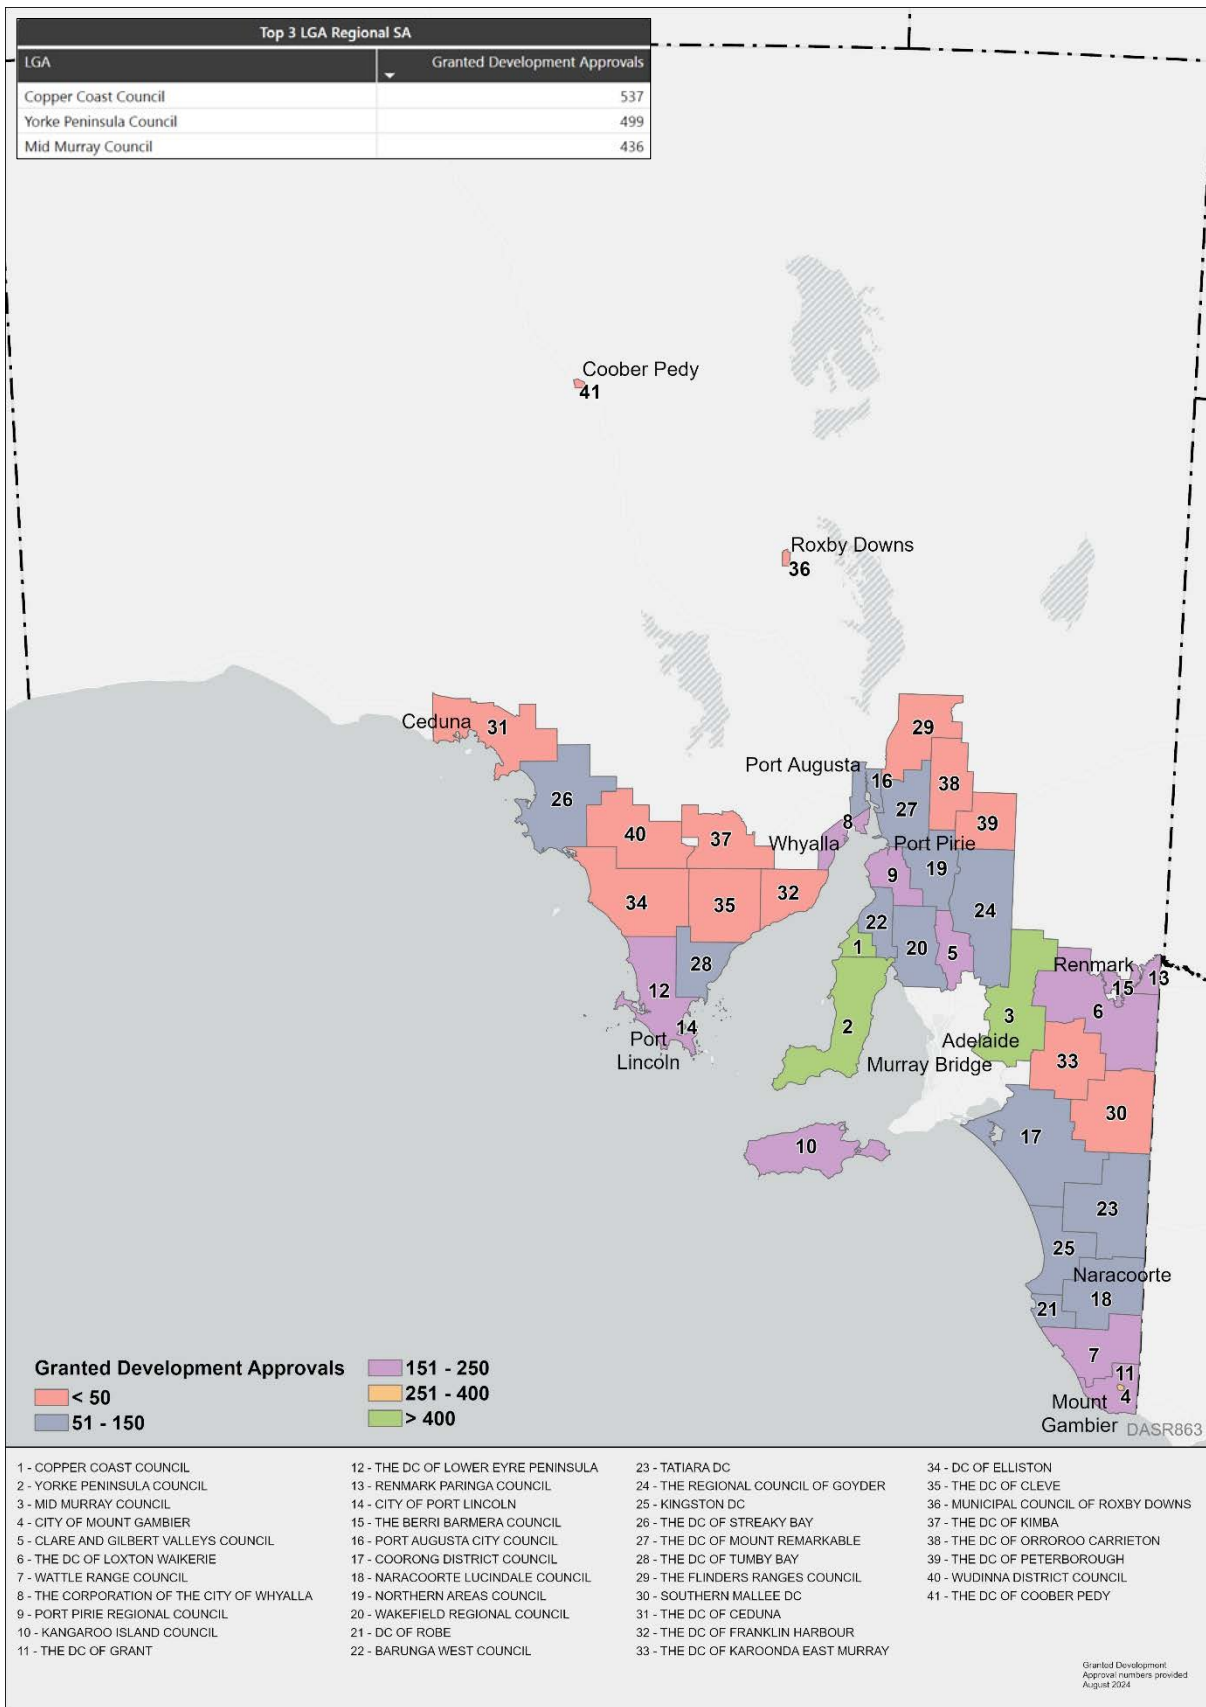 Top 3 LGA Regional SA
LGA Granted Development Approvals
Copper Coast Council 537
Yorke Peninsula Council 499
Mid Murray Council 436
Coober Pedy
41
Roxby Downs
36
Ceduna
31
29
Port Augusta
16
38
26
27
8
39
40
37
Whyalla
Port Pirie
19
9
32
34
35
24
22
1
20
5
28
Renmark
13
12
15
6
3
14
2
Port
Lincoln
Adelaide
Murray Bridge
33
30
17
10
23
25
Naracoorte
18
21
7
11
4
Mount
Gambier
DASR863
Granted Development Approvals
< 50
51 - 150
151 - 250
251 - 400
> 400
1 - COPPER COAST COUNCIL
2 - YORKE PENINSULA COUNCIL
3 - MID MURRAY COUNCIL
4 - CITY OF MOUNT GAMBIER
5 - CLARE AND GILBERT VALLEYS COUNCIL
6 - THE DC OF LOXTON WAIKERIE
7 - WATTLE RANGE COUNCIL
8 - THE CORPORATION OF THE CITY OF WHYALLA
9 - PORT PIRIE REGIONAL COUNCIL
10 - KANGAROO ISLAND COUNCIL
11 - THE DC OF GRANT
12 - THE DC OF LOWER EYRE PENINSULA
13 - RENMARK PARINGA COUNCIL
14 - CITY OF PORT LINCOLN
15 - THE BERRI BARMERA COUNCIL
16 - PORT AUGUSTA CITY COUNCIL
17 - COORONG DISTRICT COUNCIL
18 - NARACOORTE LUCINDALE COUNCIL
19 - NORTHERN AREAS COUNCIL
20 - WAKEFIELD REGIONAL COUNCIL
21 - DC OF ROBE
22 - BARUNGA WEST COUNCIL
23 - TATIARA DC
24 - THE REGIONAL COUNCIL OF GOYDER
25 - KINGSTON DC
26 - THE DC OF STREAKY BAY
27 - THE DC OF MOUNT REMARKABLE
28 - THE DC OF TUMBY BAY
29 - THE FLINDERS RANGES COUNCIL
30 - SOUTHERN MALLEE DC
31 - THE DC OF CEDUNA
32 - THE DC OF FRANKLIN HARBOUR
33 - THE DC OF KAROONDA EAST MURRAY
34 - DC OF ELLISTON
35 - THE DC OF CLEVE
36 - MUNICIPAL COUNCIL OF ROXBY DOWNS
37 - THE DC OF KIMBA
38 - THE DC OF ORROROO CARRIETON
39 - THE DC OF PETERBOROUGH
40 - WUDINNA DISTRICT COUNCIL
41 - THE DC OF COOBER PEDY
Granted Development
Approval numbers provided
August 2024